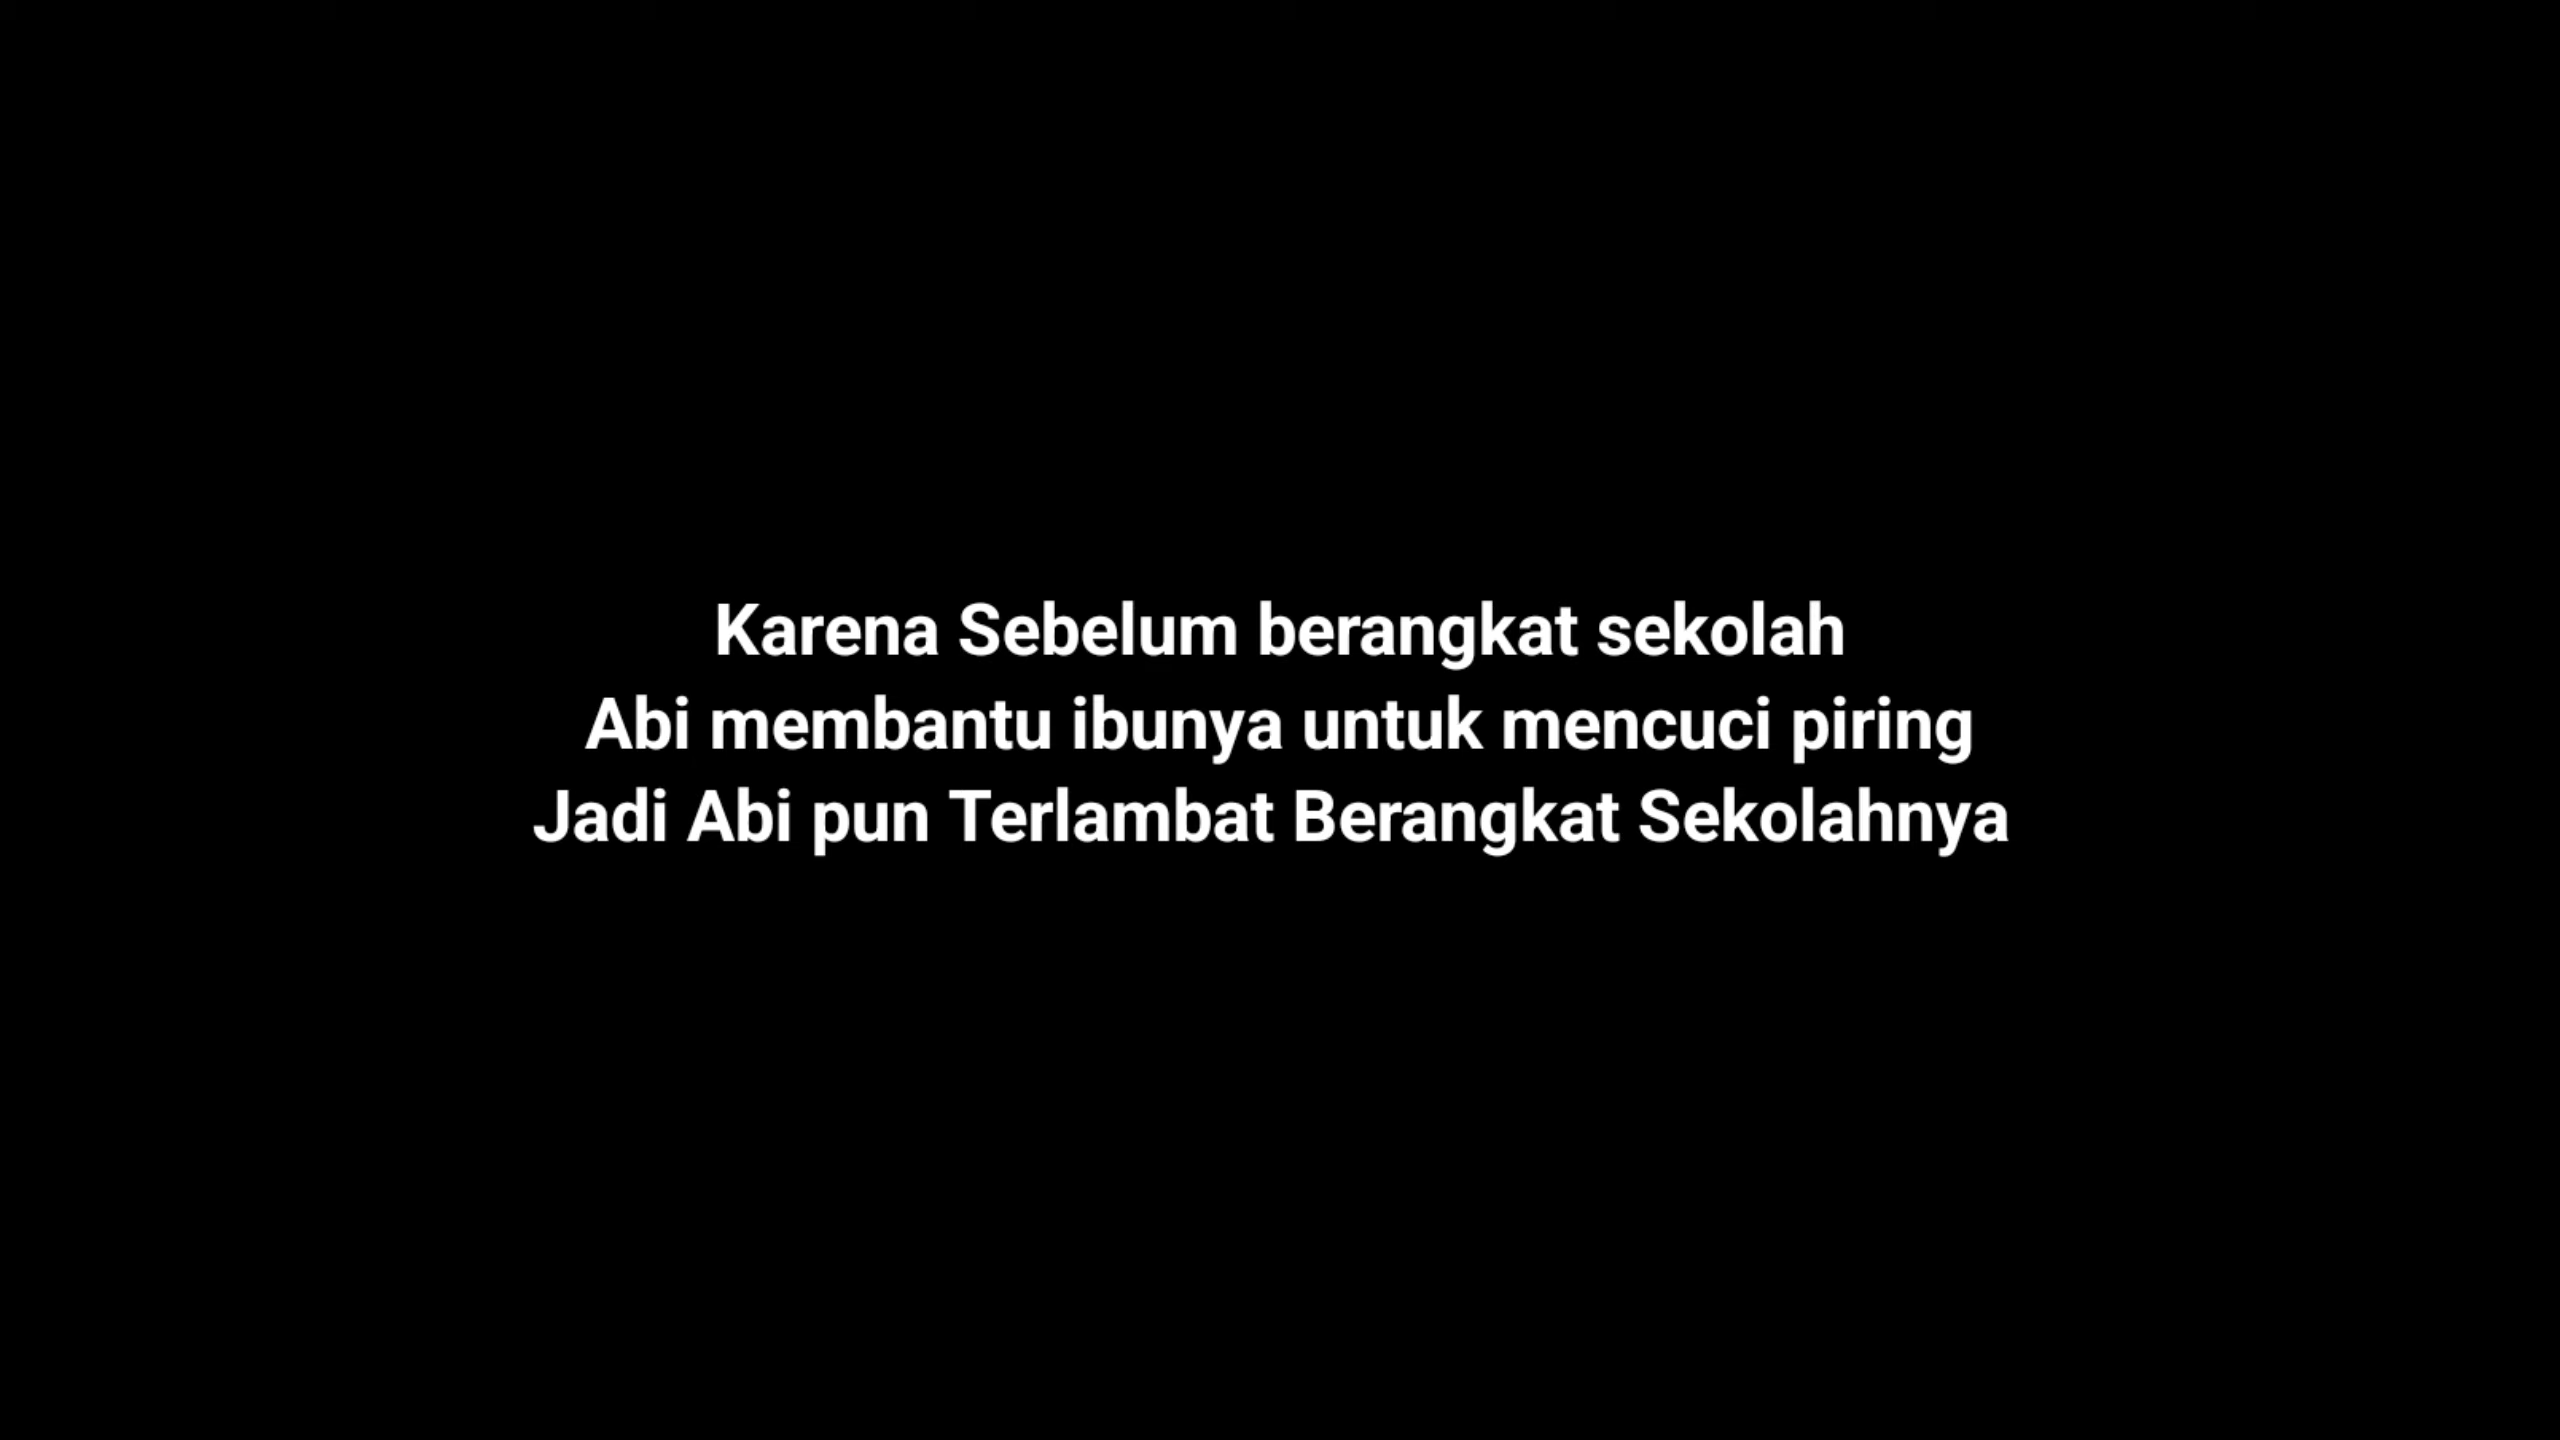 Karena Sebelum berangkat sekolah
Abi membantu ibunya untuk mencuci piring
Jadi Abi pun Terlambat Berangkat Sekolahnya